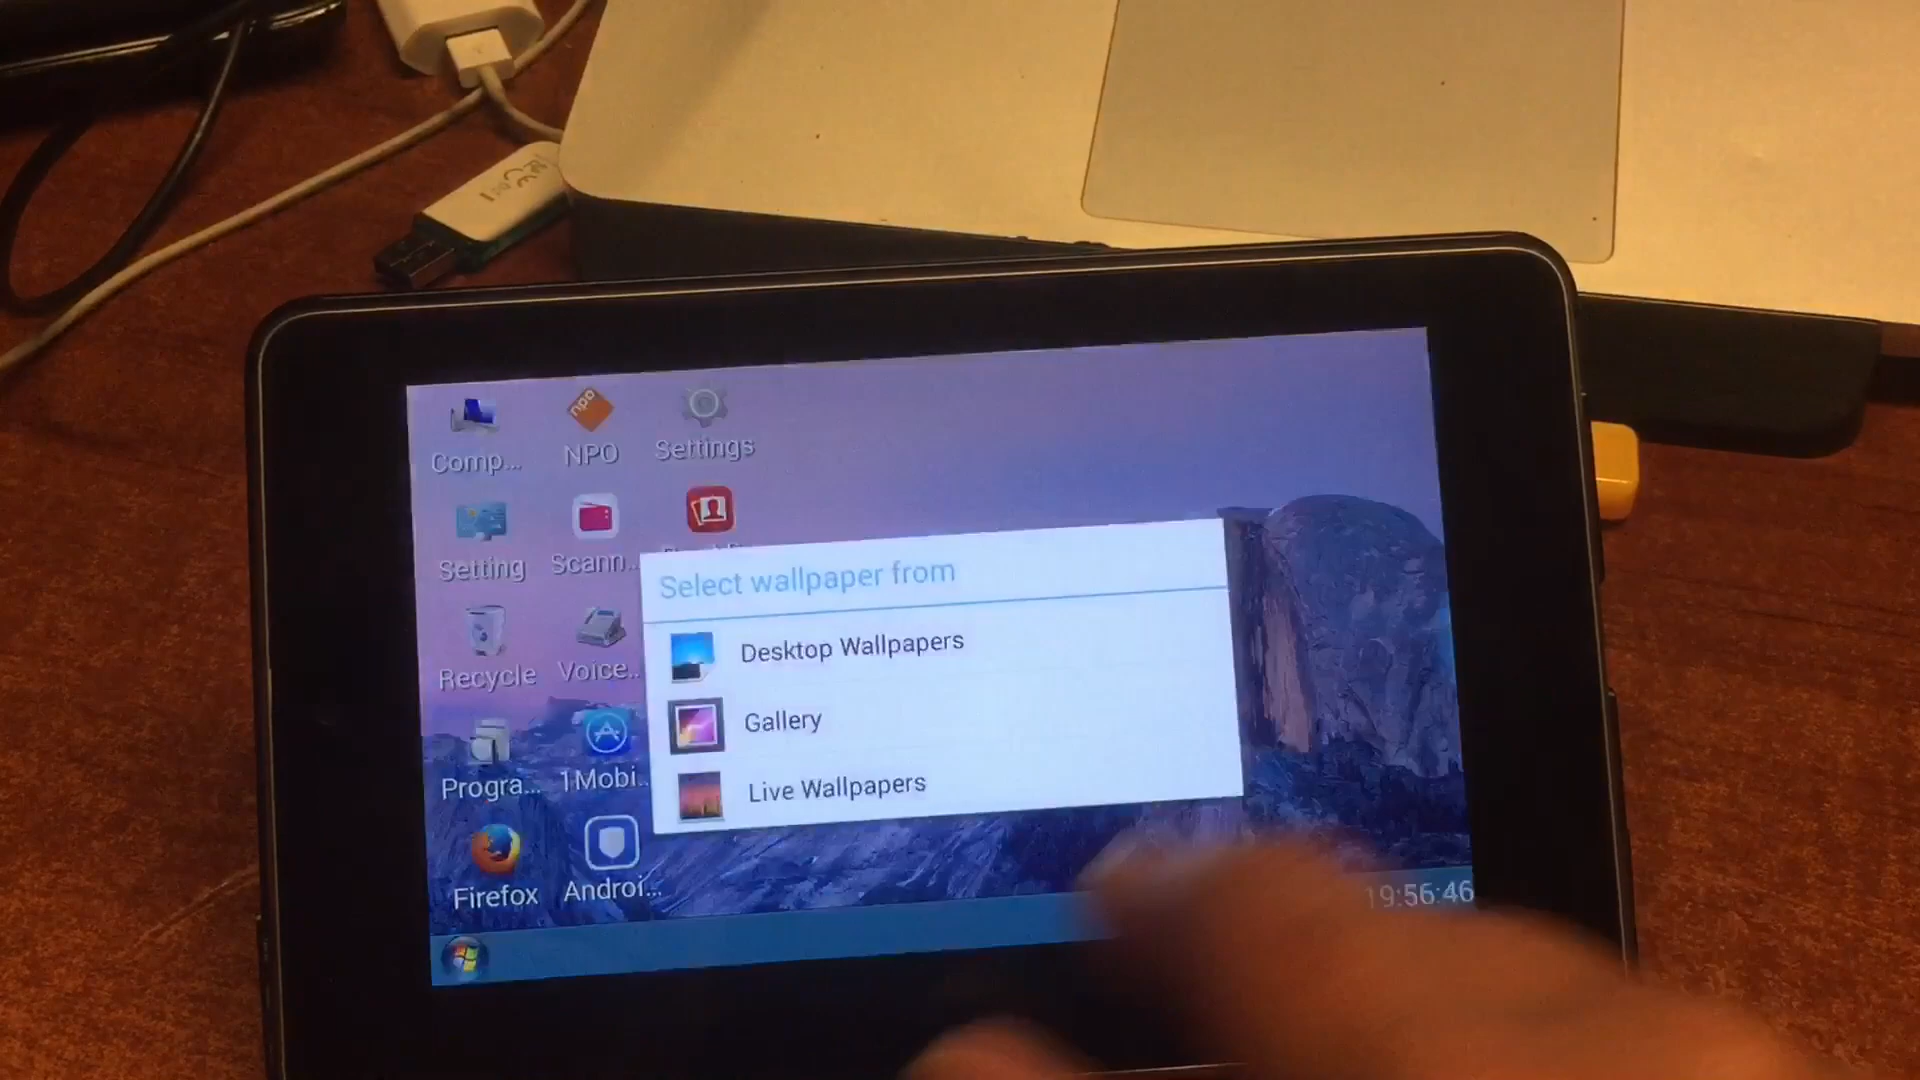 Comp...
NPO
Settings
Setting
Scann...
Select wallpaper from
Desktop Wallpapers
Gallery
Live Wallpapers
Recycle
Voice...
Progra...
1Mobi...
Firefox
Androi...
19:56:46
npo